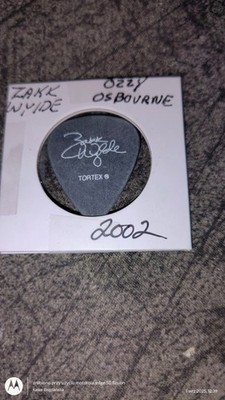 ZAKK
WYLDE
OZZY
OSBOURNE
Zakk
Wylde
TORTEX®
2002